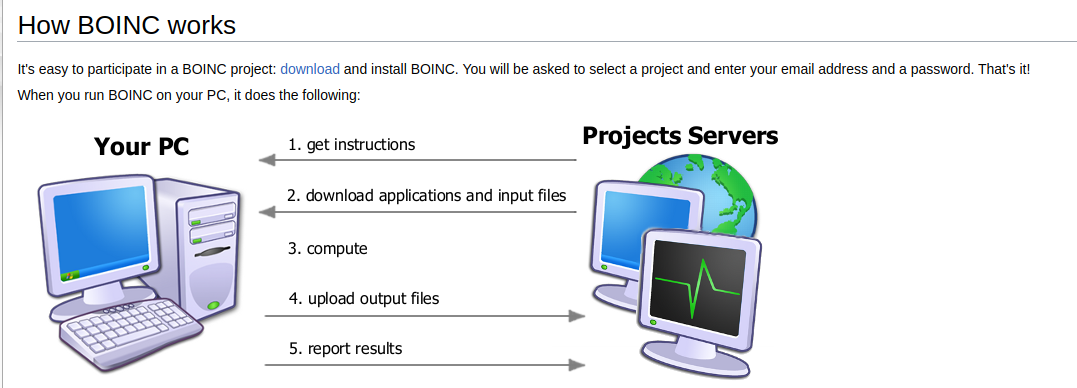 How BOINC works
It's easy to participate in a BOINC project: download and install BOINC. You will be asked to select a project and enter your email address and a password. That's it!
When you run BOINC on your PC, it does the following:
Your PC
Projects Servers
1. get instructions
2. download applications and input files
3. compute
4. upload output files
5. report results